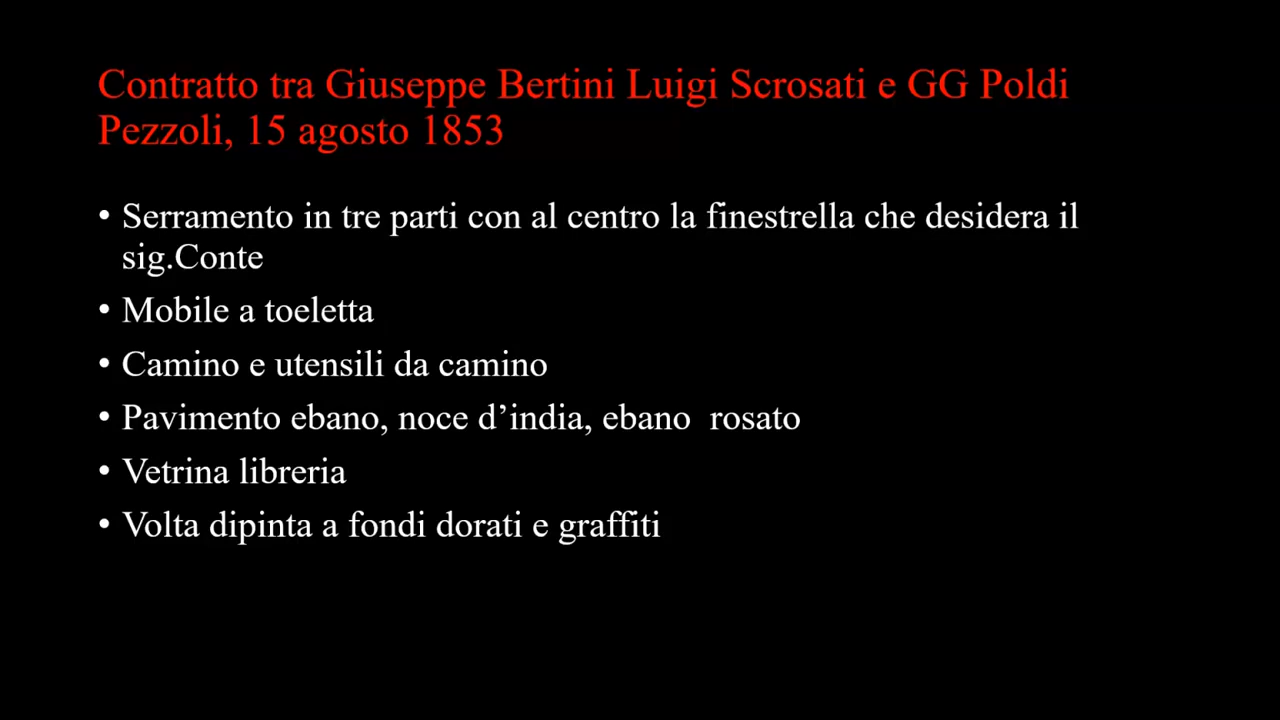 Contratto tra Giuseppe Bertini Luigi Scrosati e GG Poldi
Pezzoli, 15 agosto 1853
• Serramento in tre parti con al centro la finestrella che desidera il
sig.Conte
• Mobile a toeletta
• Camino e utensili da camino
• Pavimento ebano, noce d’india, ebano  rosato
• Vetrina libreria
• Volta dipinta a fondi dorati e graffiti